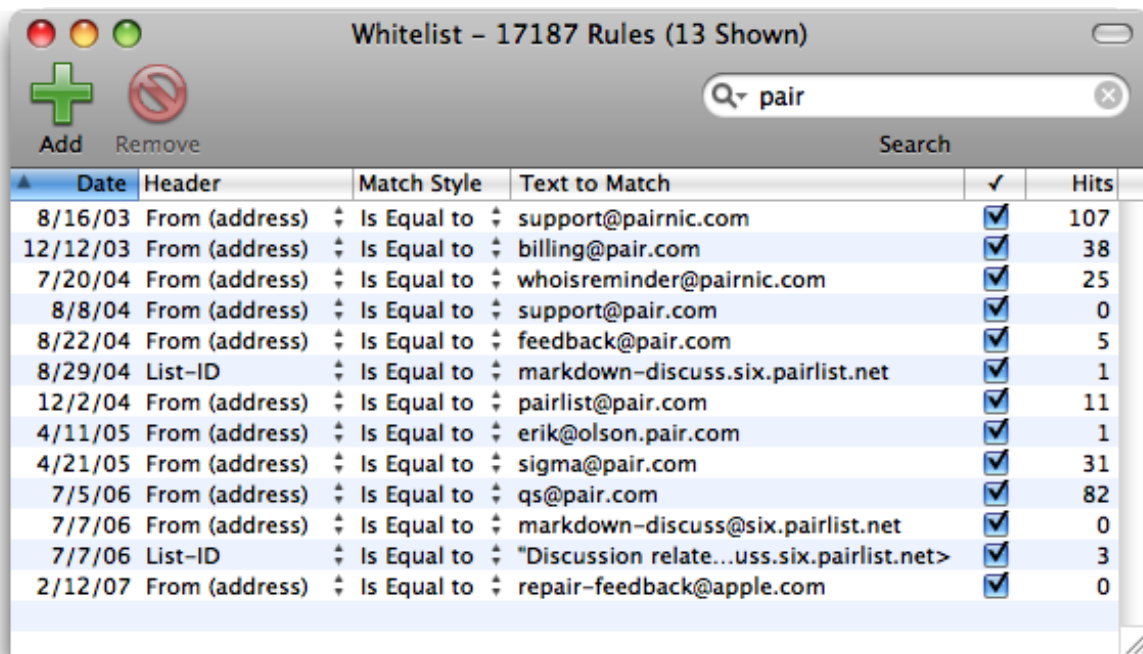 Whitelist – 17187 Rules (13 Shown)
pair
Add Remove Search
Date Header Match Style Text to Match ✓ Hits
8/16/03 From (address) Is Equal to support@pairnic.com 107
12/12/03 From (address) Is Equal to billing@pair.com 38
7/20/04 From (address) Is Equal to whoisreminder@pairnic.com 25
8/8/04 From (address) Is Equal to support@pair.com 0
8/22/04 From (address) Is Equal to feedback@pair.com 5
8/29/04 List-ID Is Equal to markdown-discuss.six.pairlist.net 1
12/2/04 From (address) Is Equal to pairlist@pair.com 11
4/11/05 From (address) Is Equal to erik@olson.pair.com 1
4/21/05 From (address) Is Equal to sigma@pair.com 31
7/5/06 From (address) Is Equal to qs@pair.com 82
7/7/06 From (address) Is Equal to markdown-discuss@six.pairlist.net 0
7/7/06 List-ID Is Equal to "Discussion relate...uss.six.pairlist.net> 3
2/12/07 From (address) Is Equal to repair-feedback@apple.com 0